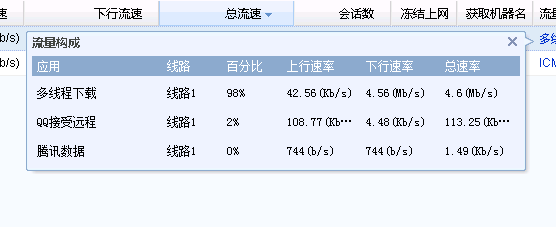 速 下行流速 总流速 会话数 冻结上网 获取机器名 流量
b/s) 流量构成 多线
应用 线路 百分比 上行速率 下行速率 总速率
b/s) ICM
多线程下载 线路1 98% 42.56(Kb/s) 4.56(Mb/s) 4.6(Mb/s)
QQ接受远程 线路1 2% 108.77(Kb… 4.48(Kb/s) 113.25(Kb…
腾讯数据 线路1 0% 744(b/s) 744(b/s) 1.49(Kb/s)